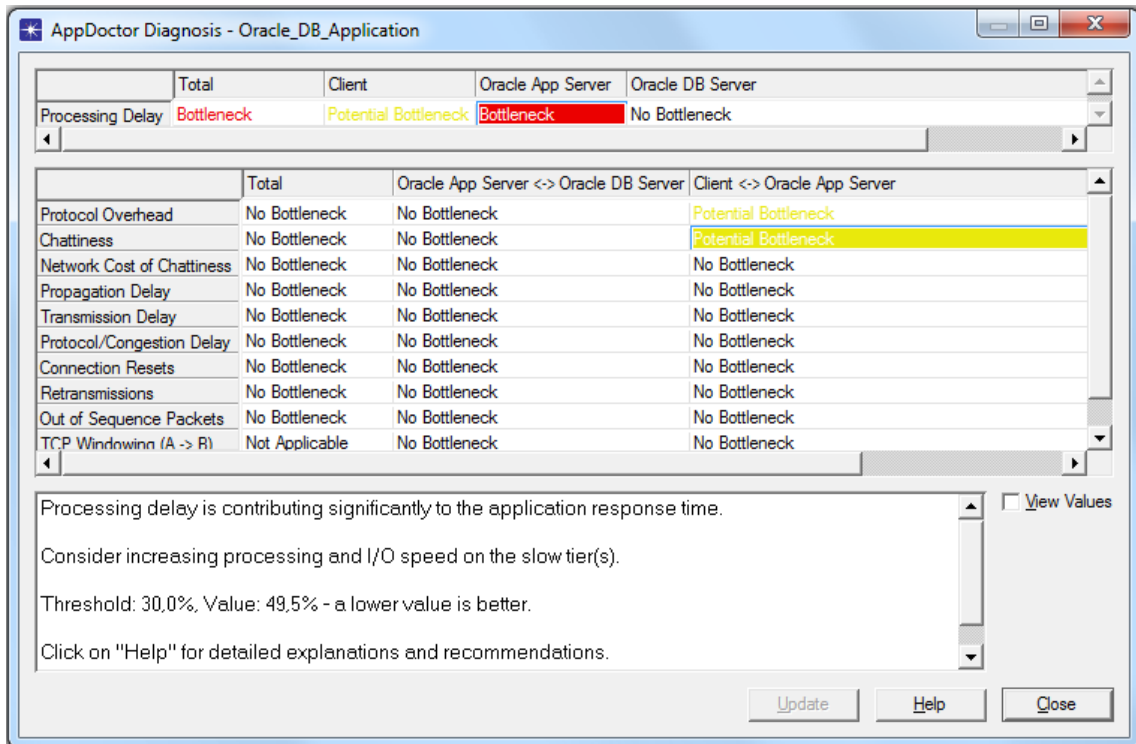 AppDoctor Diagnosis - Oracle_DB_Application
Total Client Oracle App Server Oracle DB Server
Processing Delay Bottleneck Potential Bottleneck Bottleneck No Bottleneck
Total Oracle App Server <-> Oracle DB Server Client <-> Oracle App Server
Protocol Overhead No Bottleneck No Bottleneck Potential Bottleneck
Chattiness No Bottleneck No Bottleneck Potential Bottleneck
Network Cost of Chattiness No Bottleneck No Bottleneck No Bottleneck
Propagation Delay No Bottleneck No Bottleneck No Bottleneck
Transmission Delay No Bottleneck No Bottleneck No Bottleneck
Protocol/Congestion Delay No Bottleneck No Bottleneck No Bottleneck
Connection Resets No Bottleneck No Bottleneck No Bottleneck
Retransmissions No Bottleneck No Bottleneck No Bottleneck
Out of Sequence Packets No Bottleneck No Bottleneck No Bottleneck
TCP Windowing (A -> B) Not Applicable No Bottleneck No Bottleneck
Processing delay is contributing significantly to the application response time.
View Values
Consider increasing processing and I/O speed on the slow tier(s).
Threshold: 30,0%, Value: 49,5% - a lower value is better.
Click on "Help" for detailed explanations and recommendations.
Update Help Close